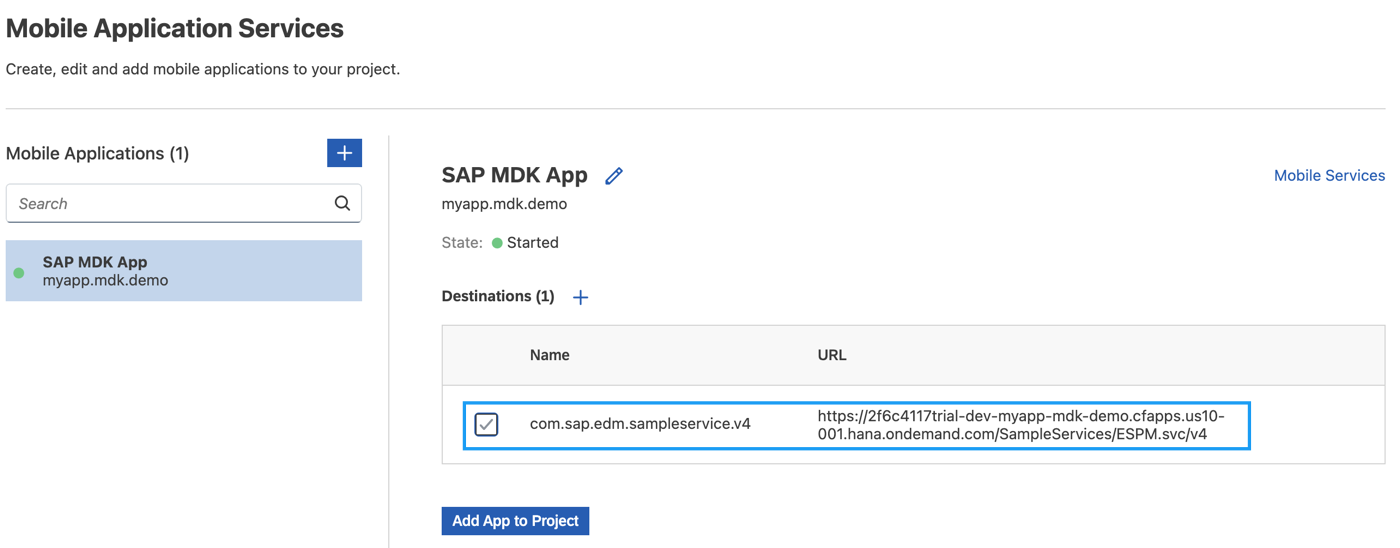 Mobile Application Services
Create, edit and add mobile applications to your project.
Mobile Applications (1)
Search
SAP MDK App
myapp.mdk.demo
SAP MDK App
Mobile Services
myapp.mdk.demo
State: Started
Destinations (1)
Name URL
com.sap.edm.sampleservice.v4
https://2f6c4117trial-dev-myapp-mdk-demo.cfapps.us10-
001.hana.ondemand.com/SampleServices/ESPM.svc/v4
Add App to Project